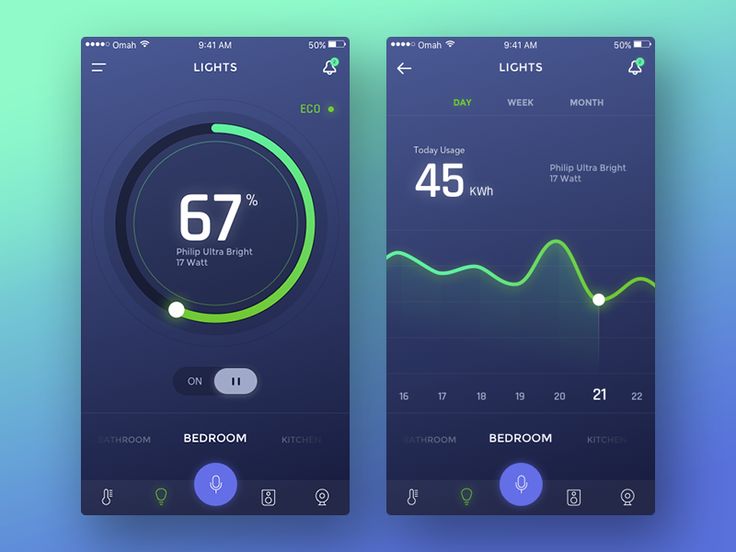 Omah 9:41 AM 50%
LIGHTS
ECO
67%
Philip Ultra Bright
17 Watt
ON
BATHROOM BEDROOM KITCHEN
Omah 9:41 AM 50%
LIGHTS
DAY WEEK MONTH
Today Usage
45 KWh
Philip Ultra Bright
17 Watt
16 17 18 19 20 21 22
BATHROOM BEDROOM KITCHEN